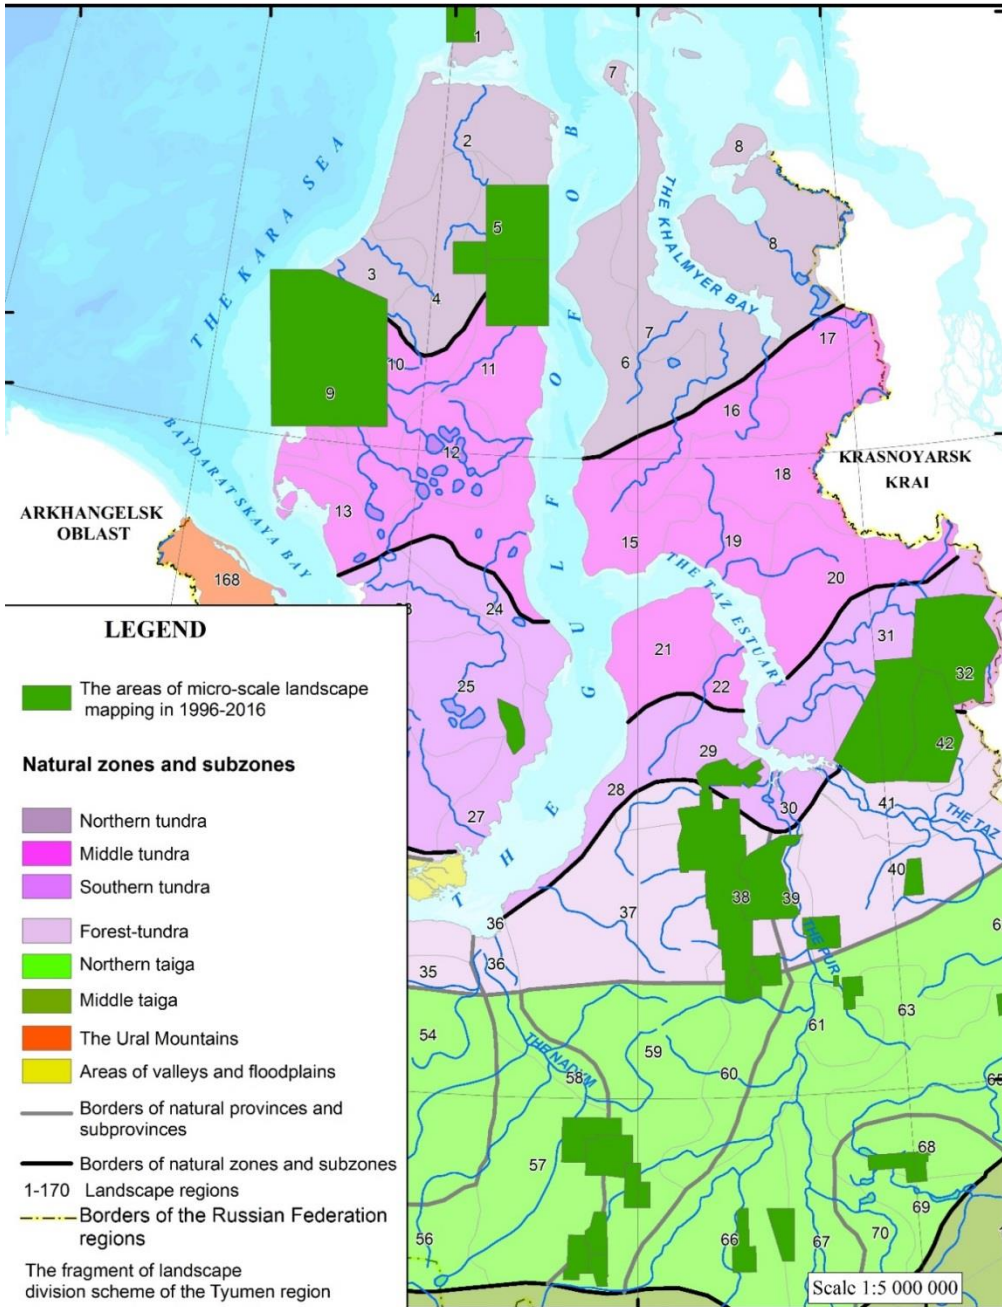 1
7
2
8
THE KARA SEA
THE GULF OF OB
THE KHALMYER BAY
5
8
3
4
7
6
17
10
11
9
16
12
BAYDARATSKAYA BAY
KRASNOYARSK
KRAI
18
ARKHANGELSK
OBLAST
13
15
19
THE TAZ ESTUARY
20
168
24
31
21
32
25
22
42
29
28
30
41
THE TAZ
27
40
38
39
37
36
THE PUR
35
36
54
61
63
THE NADYM
59
58
60
65
57
68
69
56
66
67
70
LEGEND
The areas of micro-scale landscape
mapping in 1996-2016
Natural zones and subzones
Northern tundra
Middle tundra
Southern tundra
Forest-tundra
Northern taiga
Middle taiga
The Ural Mountains
Areas of valleys and floodplains
Borders of natural provinces and
subprovinces
Borders of natural zones and subzones
1-170 Landscape regions
Borders of the Russian Federation
regions
The fragment of landscape
division scheme of the Tyumen region
Scale 1:5 000 000